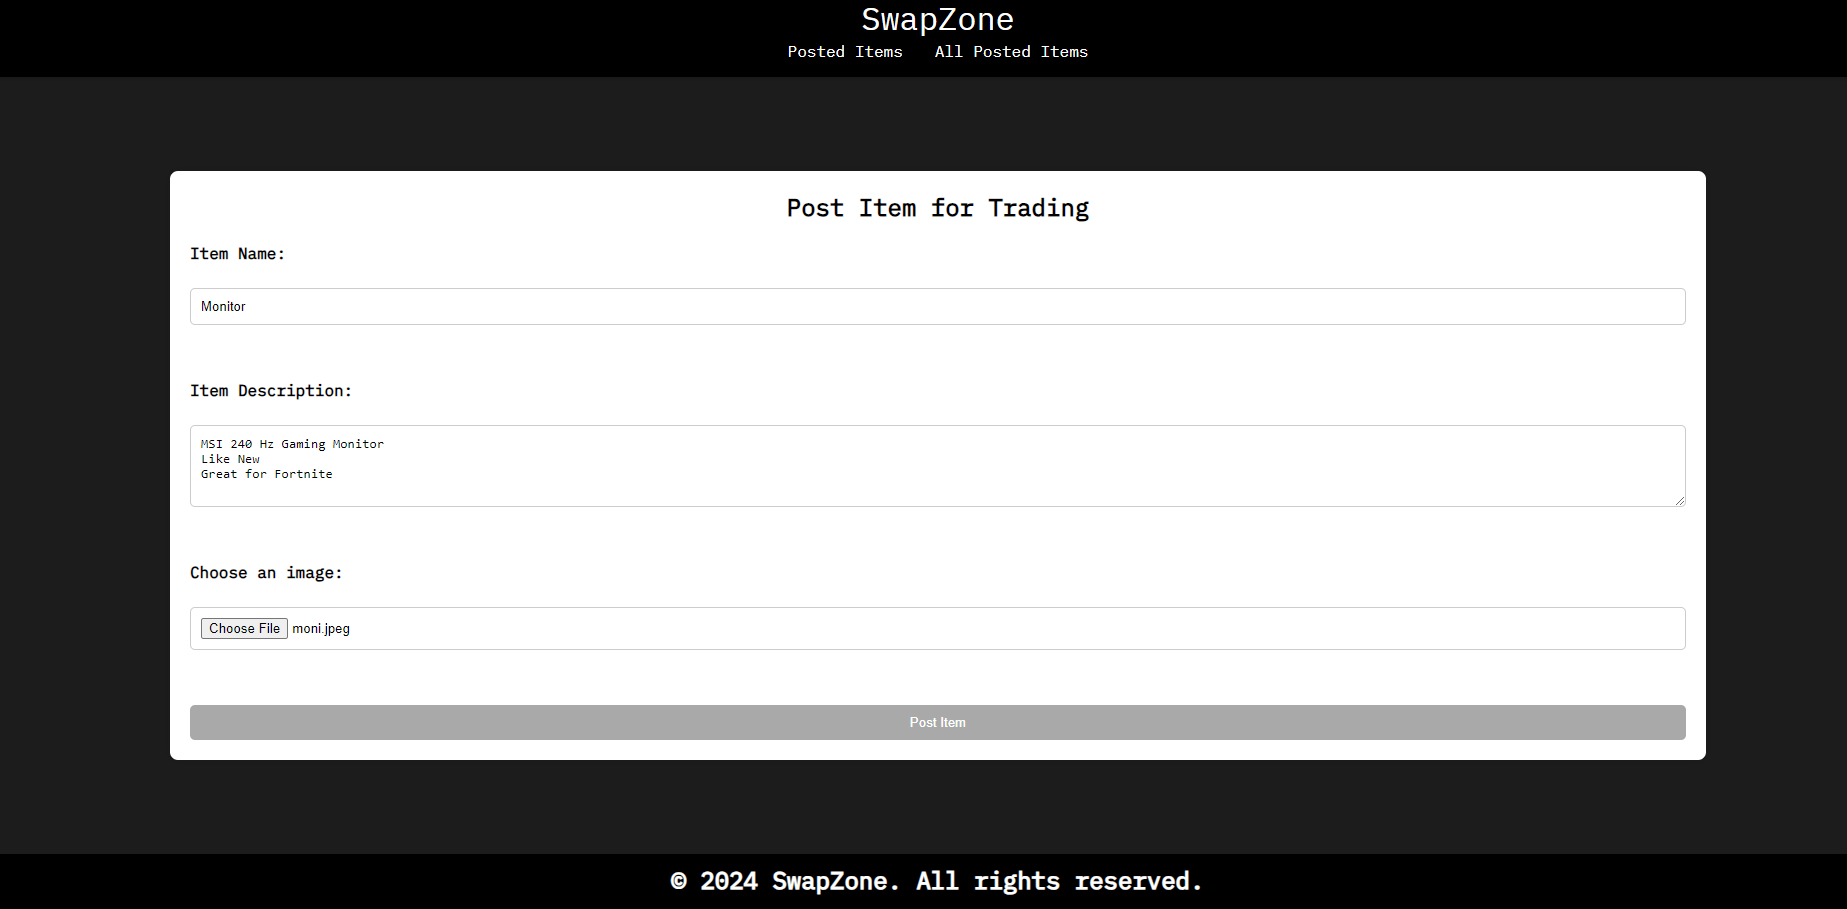 SwapZone
Posted Items All Posted Items
Post Item for Trading
Item Name:
Monitor
Item Description:
MSI 240 Hz Gaming Monitor
Like New
Great for Fortnite
Choose an image:
Choose File moni.jpeg
Post Item
© 2024 SwapZone. All rights reserved.